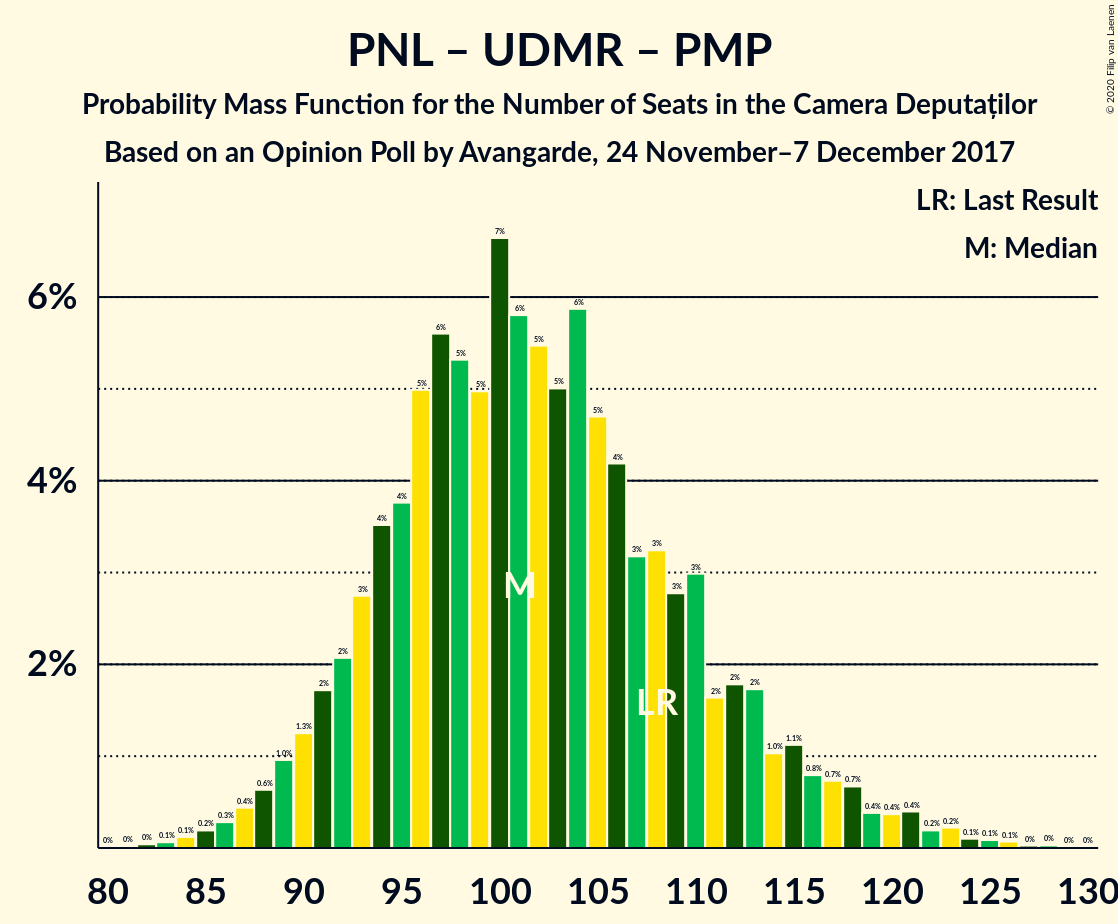 PNL – UDMR – PMP
Probability Mass Function for the Number of Seats in the Camera Deputaților
Based on an Opinion Poll by Avangarde, 24 November–7 December 2017
© 2020 Filip van Laenen
LR: Last Result
M: Median
6%
4%
2%
0% 0% 0% 0.1% 0.1% 0.2% 0.3% 0.4% 0.6% 1.0% 1.3% 2% 2% 3% 4% 4% 5% 6% 5% 5% 7% 6% 5% 5% 6% 5% 4% 3% 3% 3% 3% 2% 2% 2% 1.0% 1.1% 0.8% 0.7% 0.7% 0.4% 0.4% 0.4% 0.2% 0.2% 0.1% 0.1% 0.1% 0% 0% 0% 0%
M
LR
80 85 90 95 100 105 110 115 120 125 130